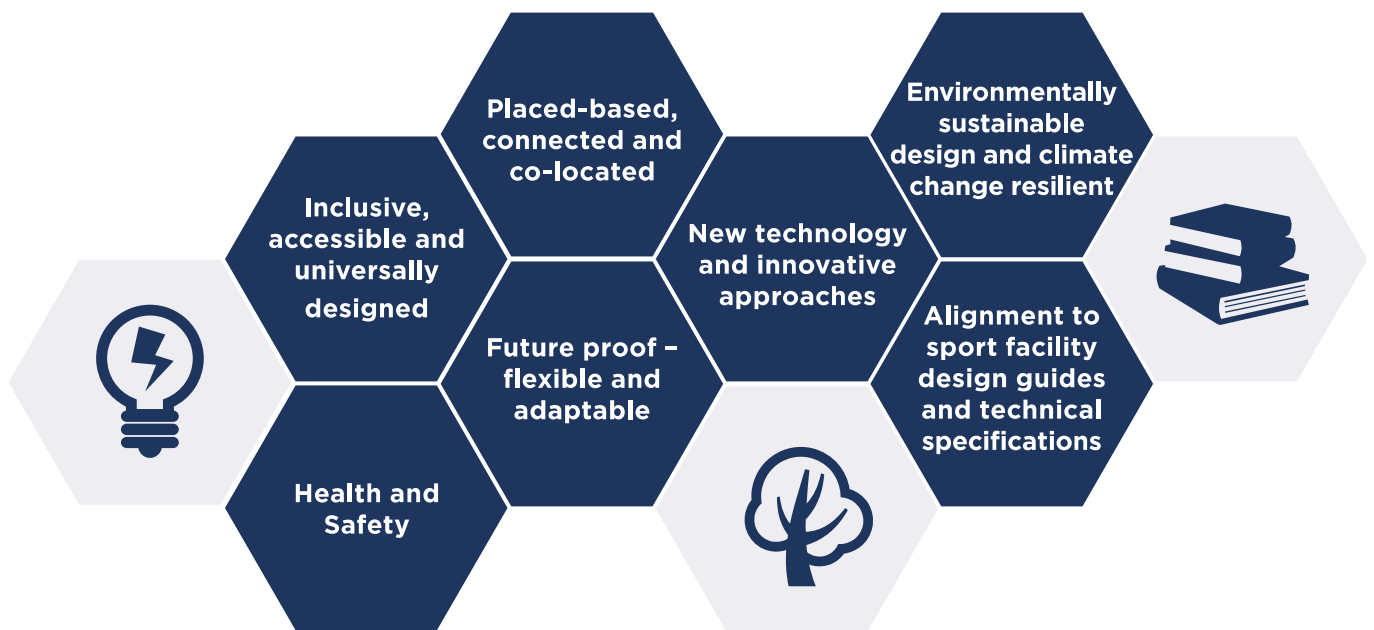 Placed-based,
connected and
co-located
Environmentally
sustainable
design and climate
change resilient
Inclusive,
accessible and
universally
designed
New technology
and innovative
approaches
Future proof –
flexible and
adaptable
Alignment to
sport facility
design guides
and technical
specifications
Health and
Safety